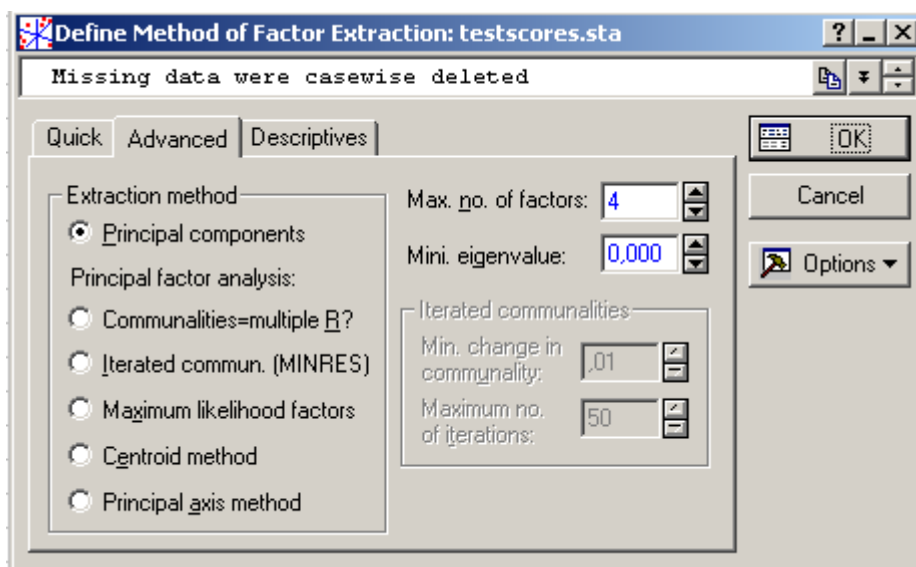 Define Method of Factor Extraction: testscores.sta
Missing data were casewise deleted
Quick Advanced Descriptives
Extraction method
Principal components
Principal factor analysis:
Communalities=multiple R?
Iterated commun. (MINRES)
Maximum likelihood factors
Centroid method
Principal axis method
Max. no. of factors: 4
Mini. eigenvalue: 0,000
Iterated communalities
Min. change in
communality: ,01
Maximum no.
of iterations: 50
OK
Cancel
Options